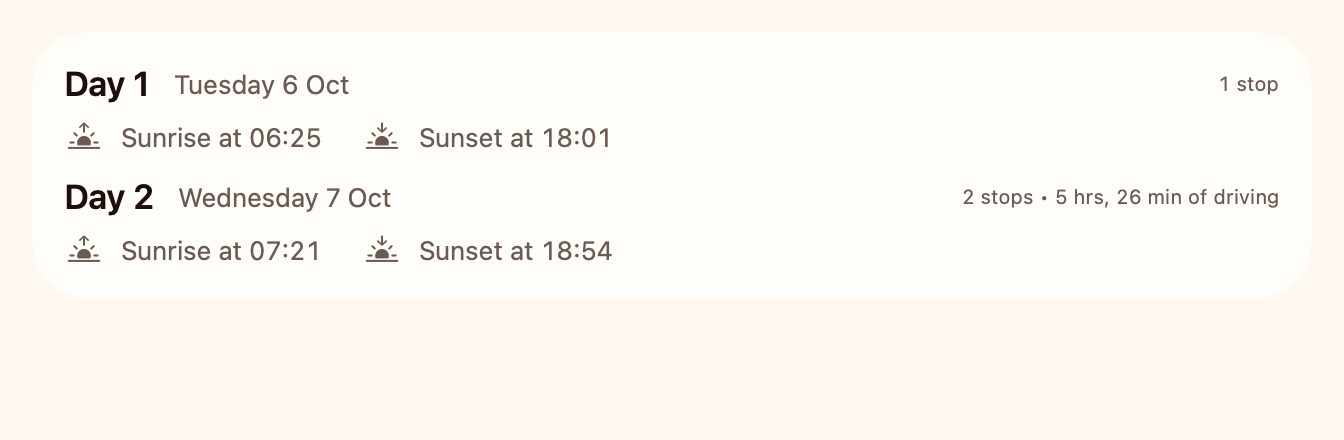 Day 1 Tuesday 6 Oct 1 stop
Sunrise at 06:25 Sunset at 18:01
Day 2 Wednesday 7 Oct 2 stops • 5 hrs, 26 min of driving
Sunrise at 07:21 Sunset at 18:54